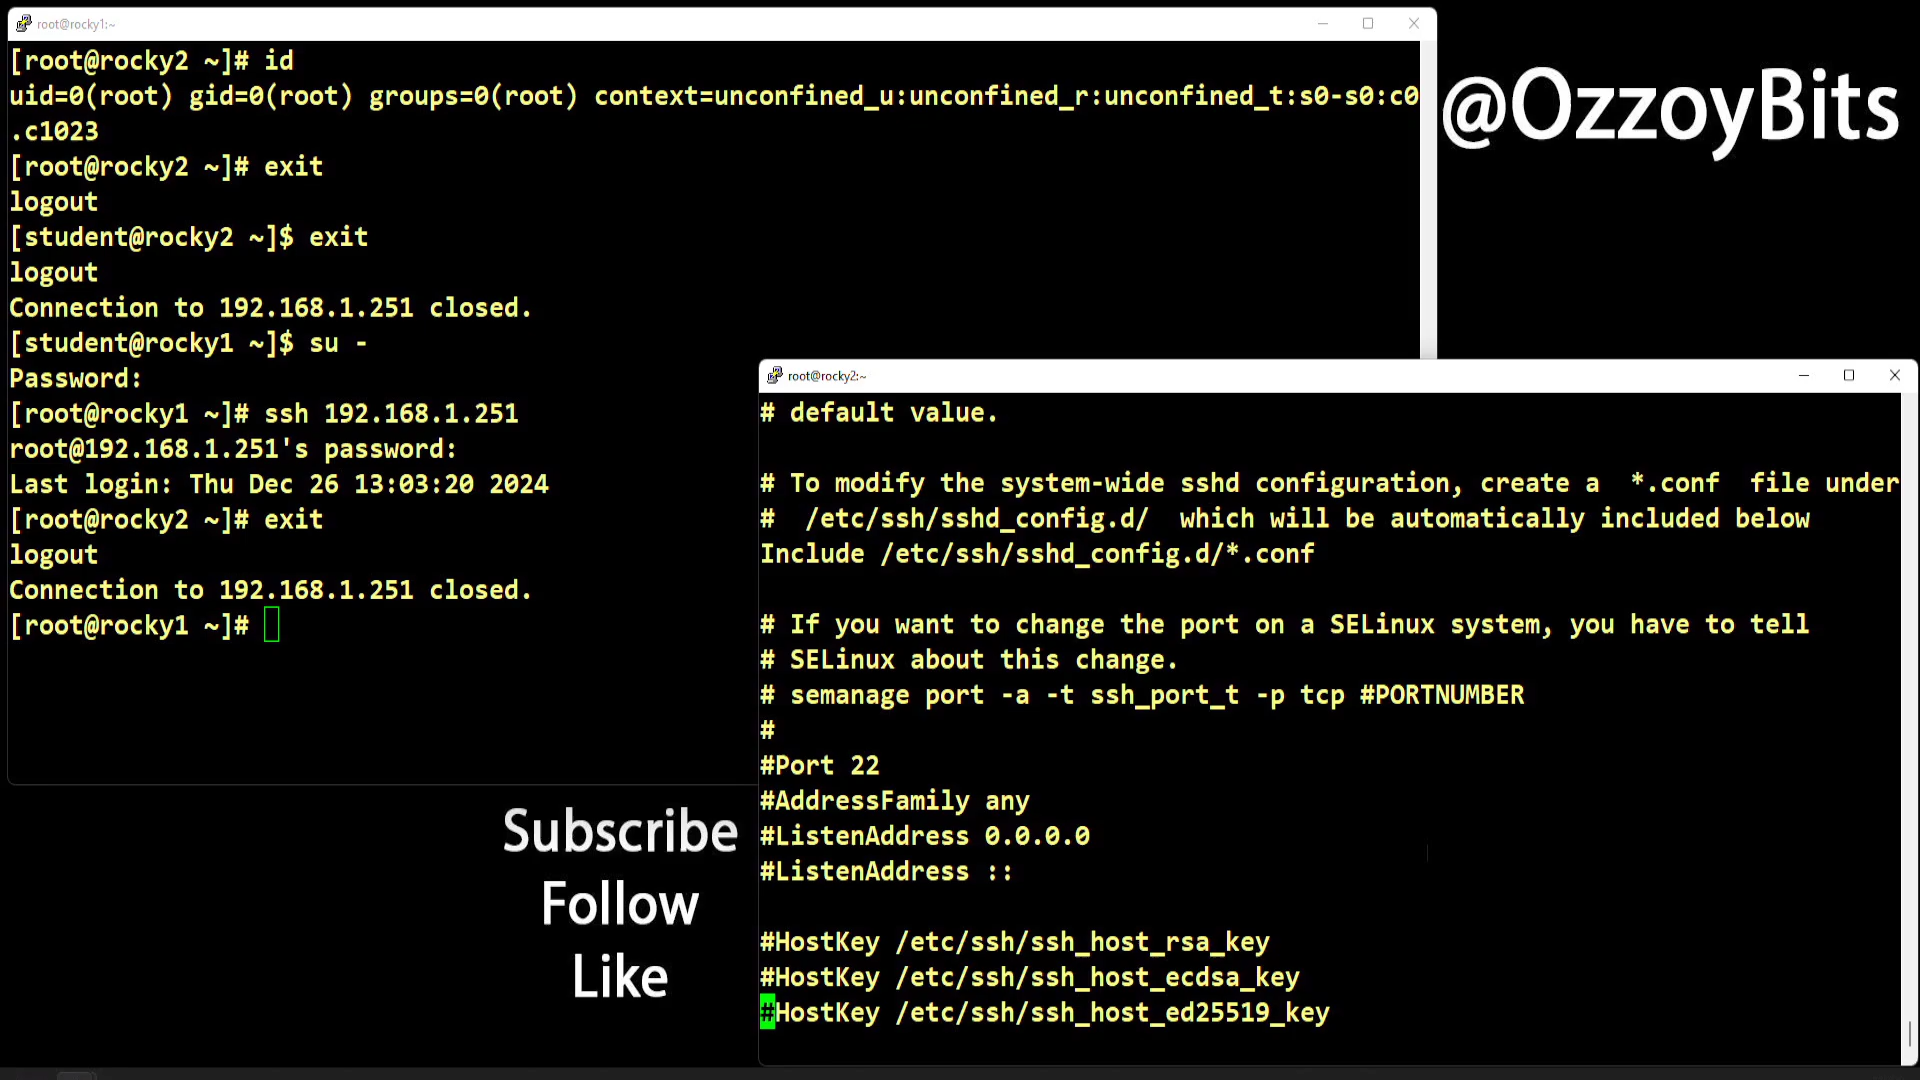 root@rocky1:~
[root@rocky2 ~]# id
uid=0(root) gid=0(root) groups=0(root) context=unconfined_u:unconfined_r:unconfined_t:s0-s0:c0
.c1023
[root@rocky2 ~]# exit
logout
[student@rocky2 ~]$ exit
logout
Connection to 192.168.1.251 closed.
[student@rocky1 ~]$ su -
Password:
[root@rocky1 ~]# ssh 192.168.1.251
root@192.168.1.251's password:
Last login: Thu Dec 26 13:03:20 2024
[root@rocky2 ~]# exit
logout
Connection to 192.168.1.251 closed.
[root@rocky1 ~]#
@OzzoyBits
root@rocky2:~
# default value.
# To modify the system-wide sshd configuration, create a  *.conf  file under
#  /etc/ssh/sshd_config.d/  which will be automatically included below
Include /etc/ssh/sshd_config.d/*.conf
# If you want to change the port on a SELinux system, you have to tell
# SELinux about this change.
# semanage port -a -t ssh_port_t -p tcp #PORTNUMBER
#
#Port 22
#AddressFamily any
#ListenAddress 0.0.0.0
#ListenAddress ::
#HostKey /etc/ssh/ssh_host_rsa_key
#HostKey /etc/ssh/ssh_host_ecdsa_key
#HostKey /etc/ssh/ssh_host_ed25519_key
Subscribe
Follow
Like